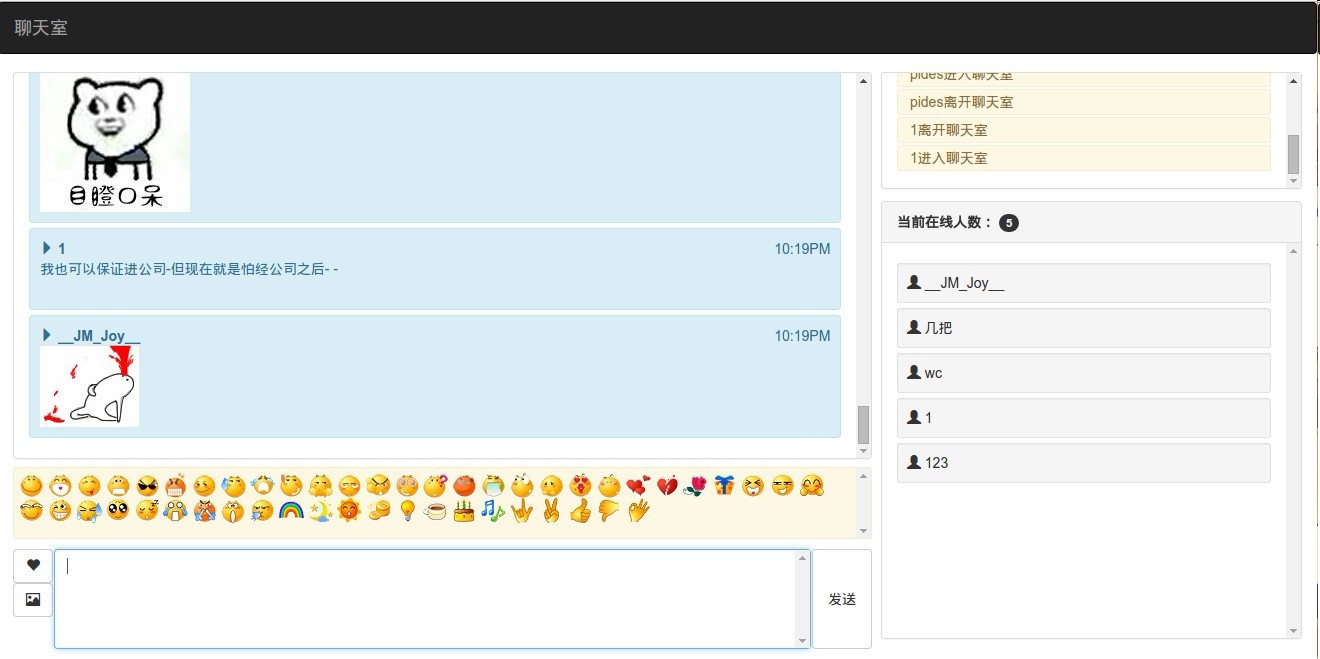 聊天室
目瞪口呆
1
10:19PM
我也可以保证进公司-但现在就是怕经公司之后- -
__JM_Joy__
10:19PM
发送
pides进入聊天室
pides离开聊天室
1离开聊天室
1进入聊天室
当前在线人数： 5
__JM_Joy__
几把
wc
1
123